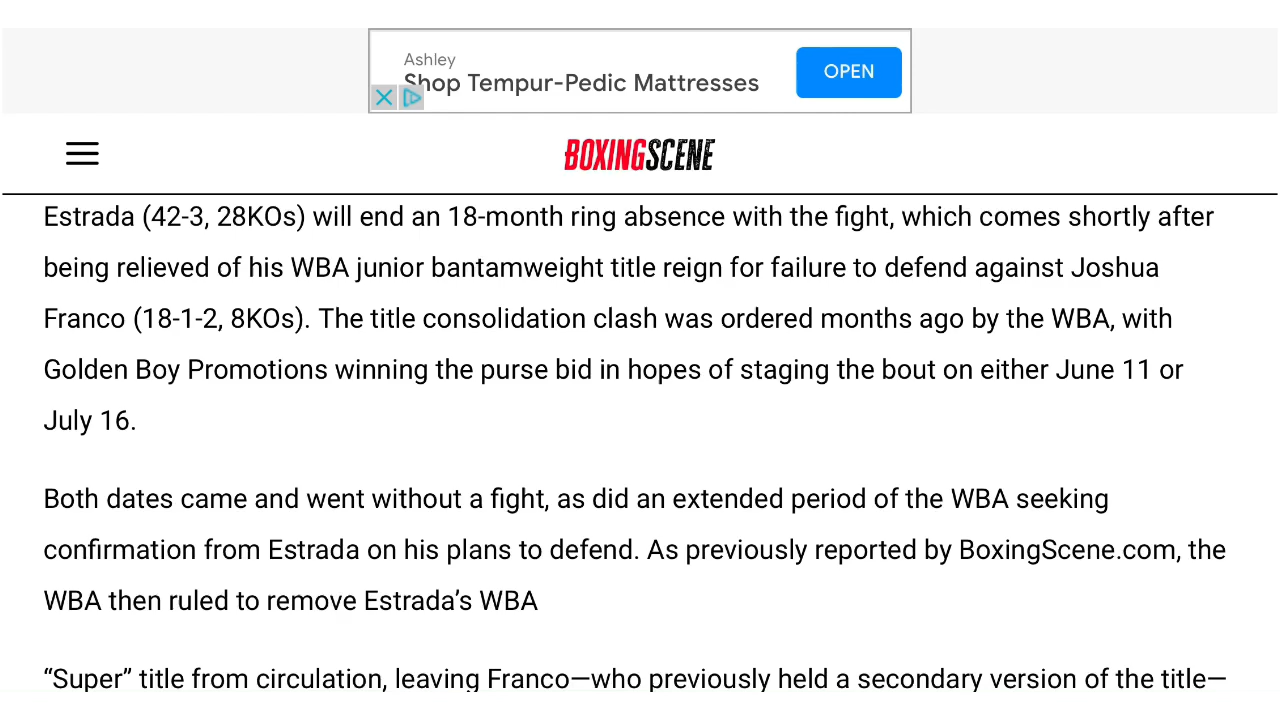 Ashley
Shop Tempur-Pedic Mattresses
OPEN
BOXINGSCENE
Estrada (42-3, 28KOs) will end an 18-month ring absence with the fight, which comes shortly after
being relieved of his WBA junior bantamweight title reign for failure to defend against Joshua
Franco (18-1-2, 8KOs). The title consolidation clash was ordered months ago by the WBA, with
Golden Boy Promotions winning the purse bid in hopes of staging the bout on either June 11 or
July 16.
Both dates came and went without a fight, as did an extended period of the WBA seeking
confirmation from Estrada on his plans to defend. As previously reported by BoxingScene.com, the
WBA then ruled to remove Estrada’s WBA
“Super” title from circulation, leaving Franco—who previously held a secondary version of the title—